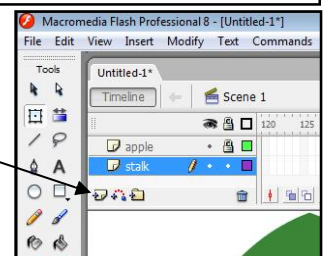 Macromedia Flash Professional 8 - [Untitled-1*]
File Edit View Insert Modify Text Commands
Tools
Untitled-1*
Timeline Scene 1
120 125
apple
stalk
A